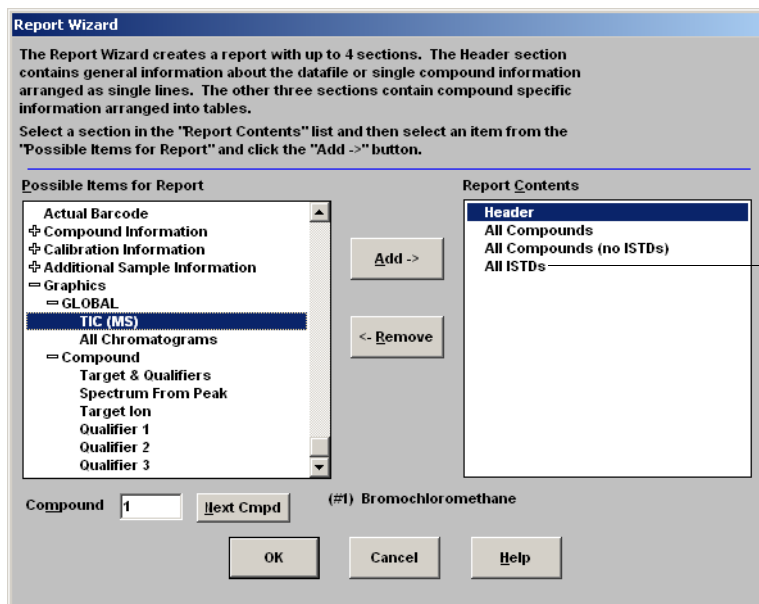 Report Wizard
The Report Wizard creates a report with up to 4 sections. The Header section
contains general information about the datafile or single compound information
arranged as single lines. The other three sections contain compound specific
information arranged into tables.
Select a section in the "Report Contents" list and then select an item from the
"Possible Items for Report" and click the "Add ->" button.
Possible Items for Report
Actual Barcode
Compound Information
Calibration Information
Additional Sample Information
Graphics
GLOBAL
TIC (MS)
All Chromatograms
Compound
Target & Qualifiers
Spectrum From Peak
Target Ion
Qualifier 1
Qualifier 2
Qualifier 3
Add ->
<- Remove
Report Contents
Header
All Compounds
All Compounds (no ISTDs)
All ISTDs
Compound 1 Next Cmpd (#1) Bromochloromethane
OK Cancel Help